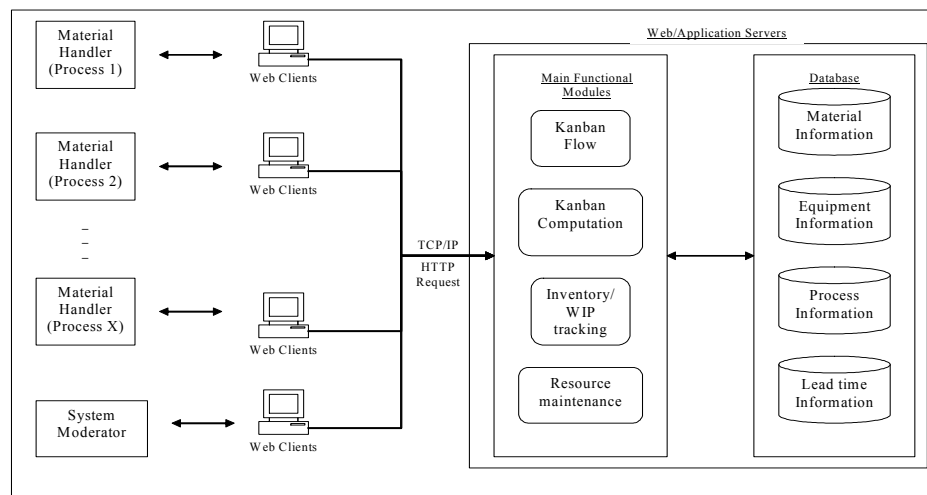 Web/Application Servers
Material
Handler
(Process 1)
Web Clients
Material
Handler
(Process 2)
Web Clients
Material
Handler
(Process X)
Web Clients
System
Moderator
Web Clients
TCP/IP
HTTP
Request
Main Functional
Modules
Kanban
Flow
Kanban
Computation
Inventory/
WIP
tracking
Resource
maintenance
Database
Material
Information
Equipment
Information
Process
Information
Lead time
Information